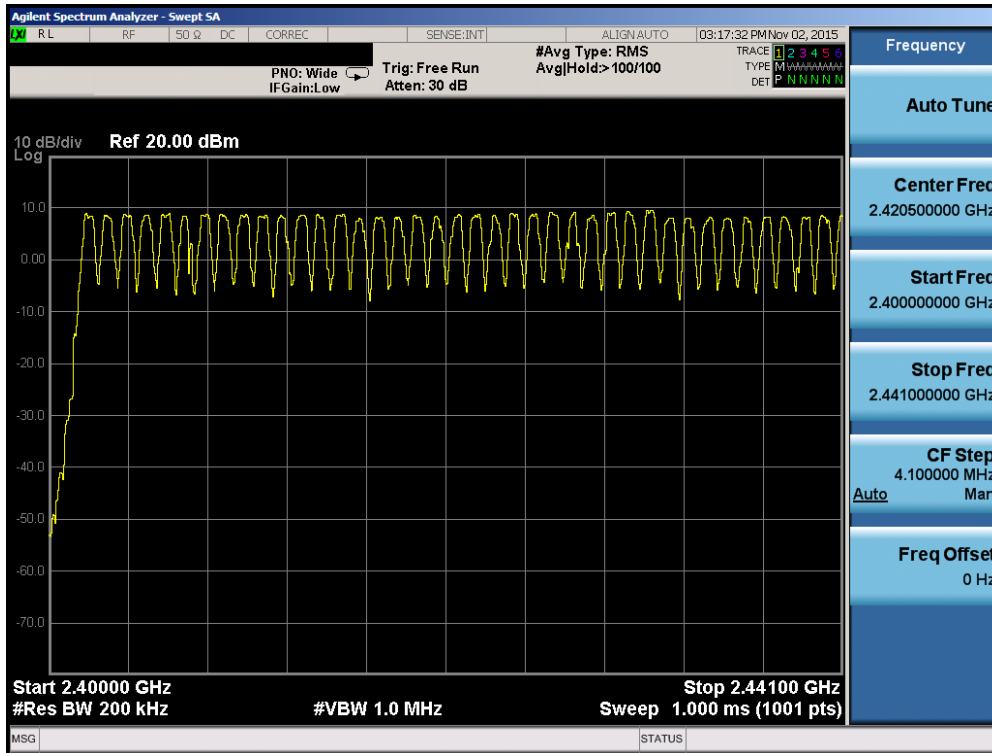 Agilent Spectrum Analyzer - Swept SA
LXI RL RF 50 Ω DC CORREC SENSE:INT ALIGN AUTO 03:17:32 PM Nov 02, 2015
#Avg Type: RMS TRACE 1 2 3 4 5 6
PNO: Wide Trig: Free Run Avg|Hold:> 100/100 TYPE M WWWWW
IFGain:Low Atten: 30 dB DET P N N N N N
10 dB/div Ref 20.00 dBm
Log
10.0
0.00
-10.0
-20.0
-30.0
-40.0
-50.0
-60.0
-70.0
Start 2.40000 GHz Stop 2.44100 GHz
#Res BW 200 kHz #VBW 1.0 MHz Sweep 1.000 ms (1001 pts)
MSG STATUS
Frequency
Auto Tune
Center Freq
2.420500000 GHz
Start Freq
2.400000000 GHz
Stop Freq
2.441000000 GHz
CF Step
4.100000 MHz
Auto Man
Freq Offset
0 Hz